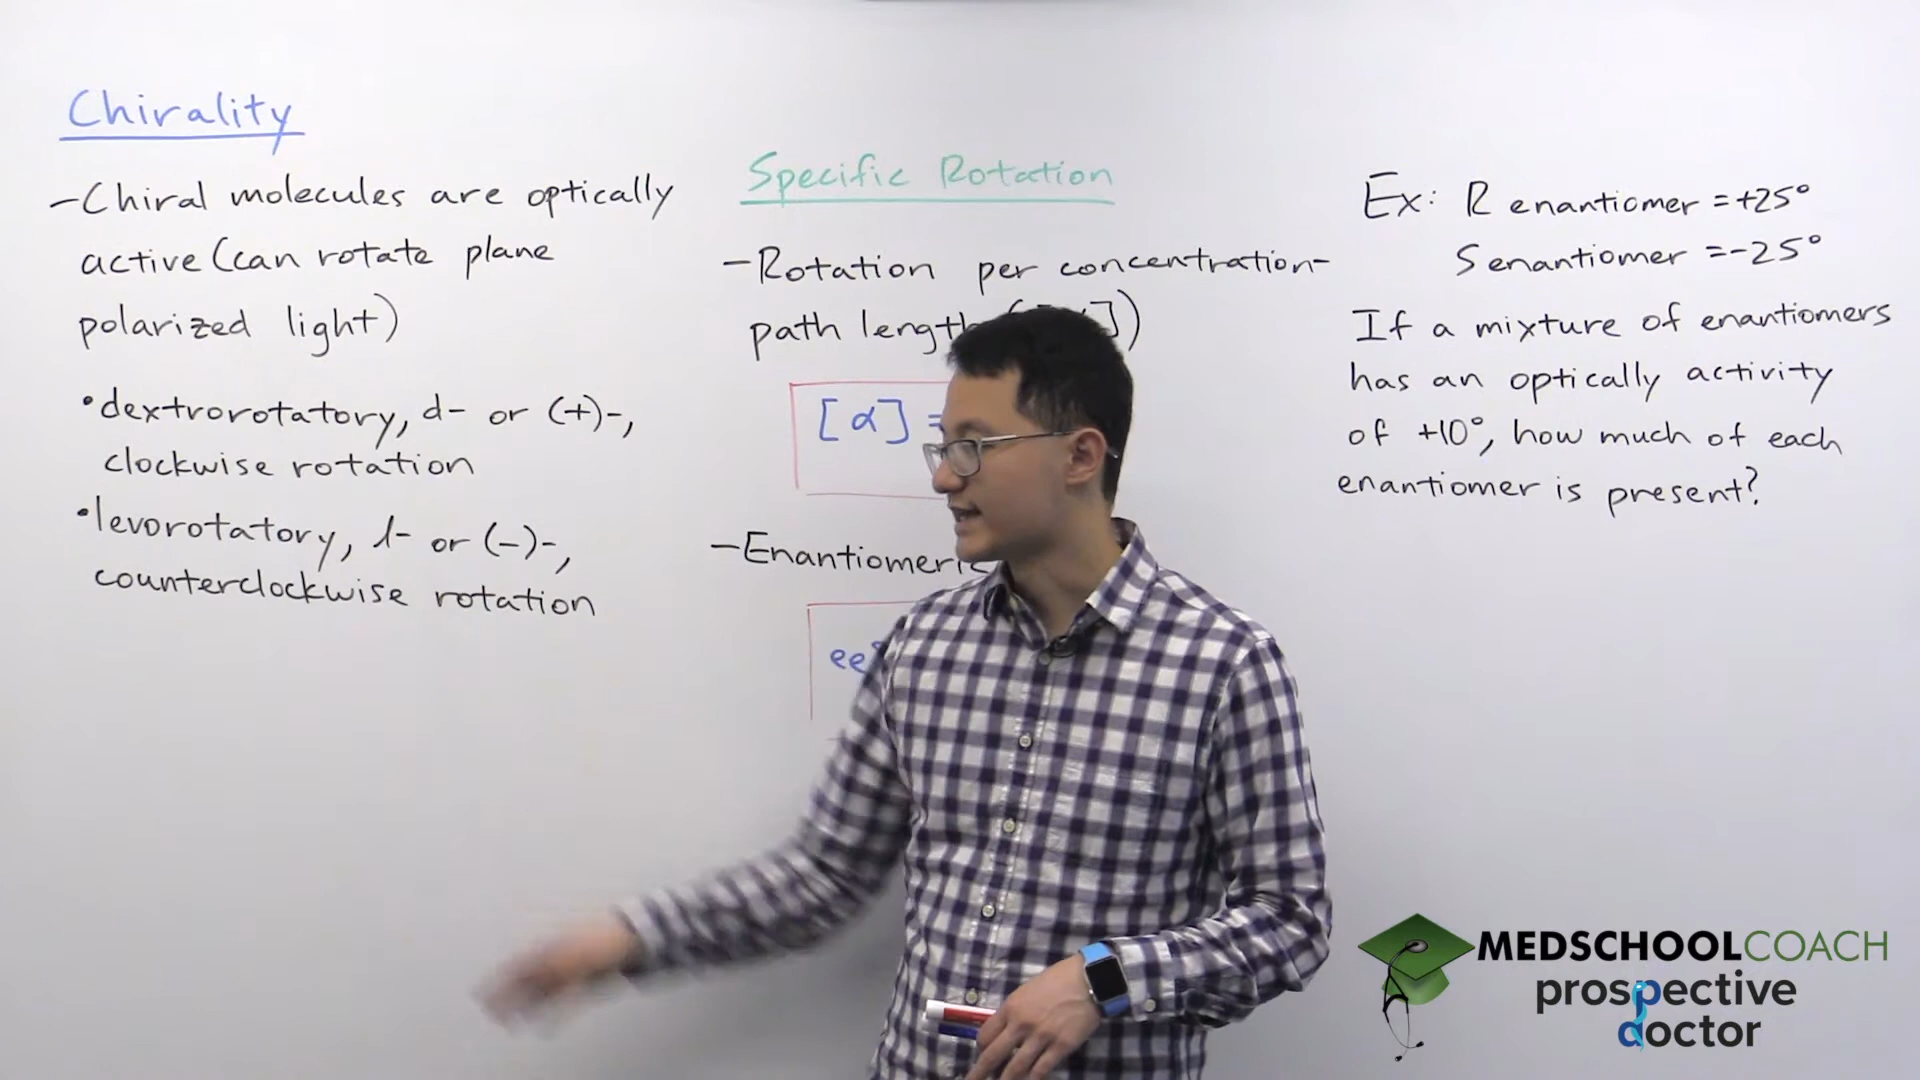 Chirality
-Chiral molecules are optically
active (can rotate plane
polarized light)
•dextrorotatory, d- or (+)-,
clockwise rotation
•levorotatory, l- or (-)-,
counterclockwise rotation
Specific Rotation
-Rotation per concentration-
path length
[α] =
-Enantiomeric
ee
Ex: R enantiomer = +25°
S enantiomer = -25°
If a mixture of enantiomers
has an optically activity
of +10°, how much of each
enantiomer is present?
MEDSCHOOLCOACH
prospective
doctor